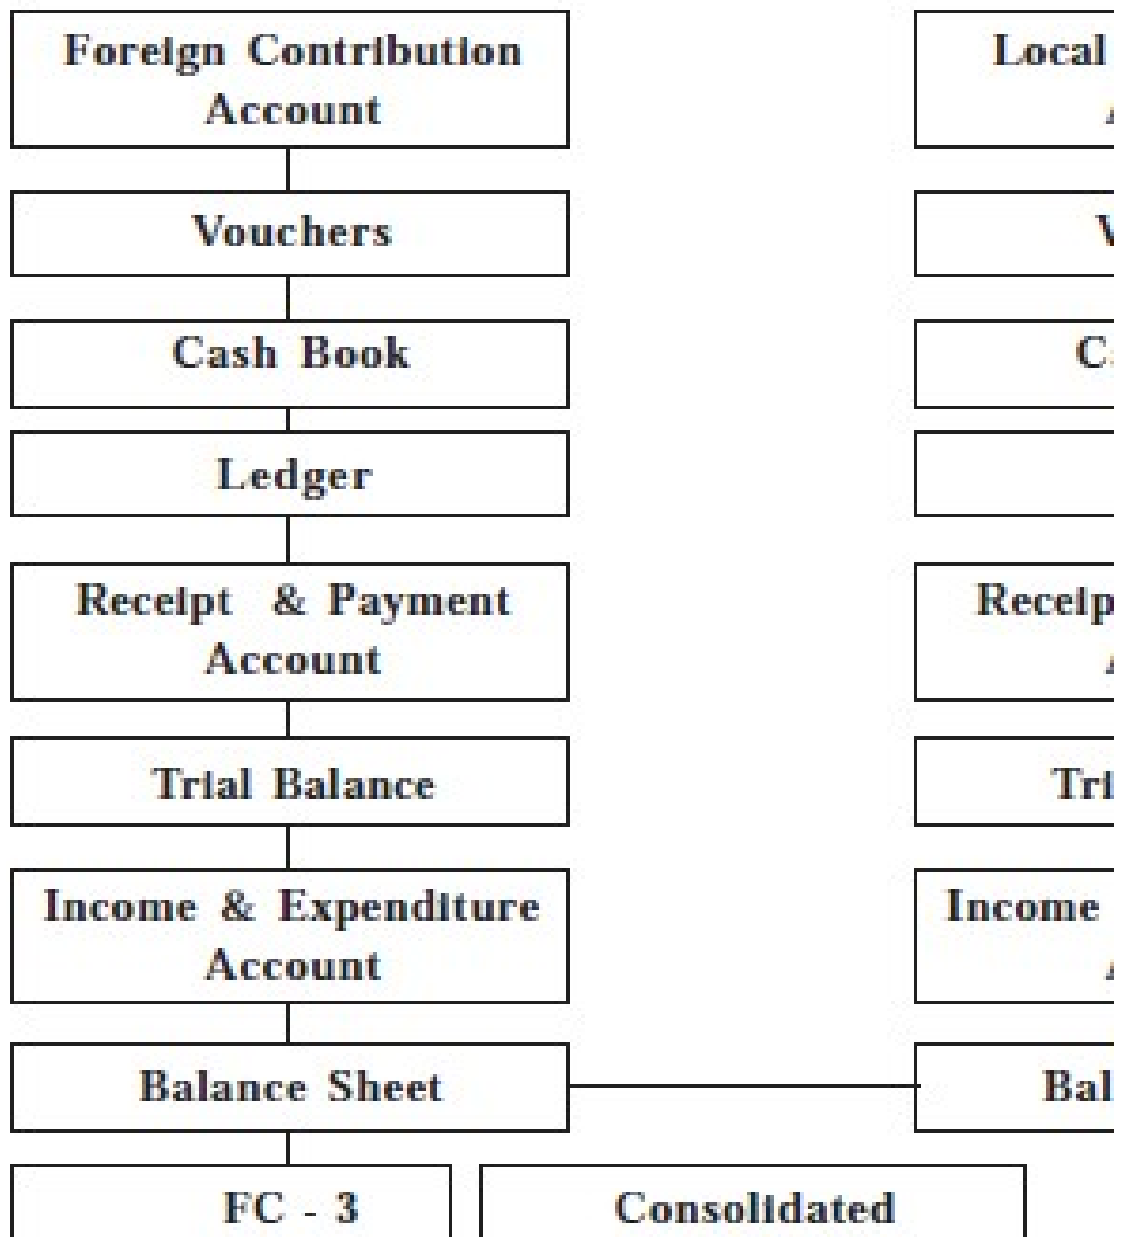 Foreign Contribution
Account
Local
Vouchers
Cash Book
Ledger
Receipt & Payment
Account
Trial Balance
Income & Expenditure
Account
Income
Balance Sheet
FC - 3
Consolidated